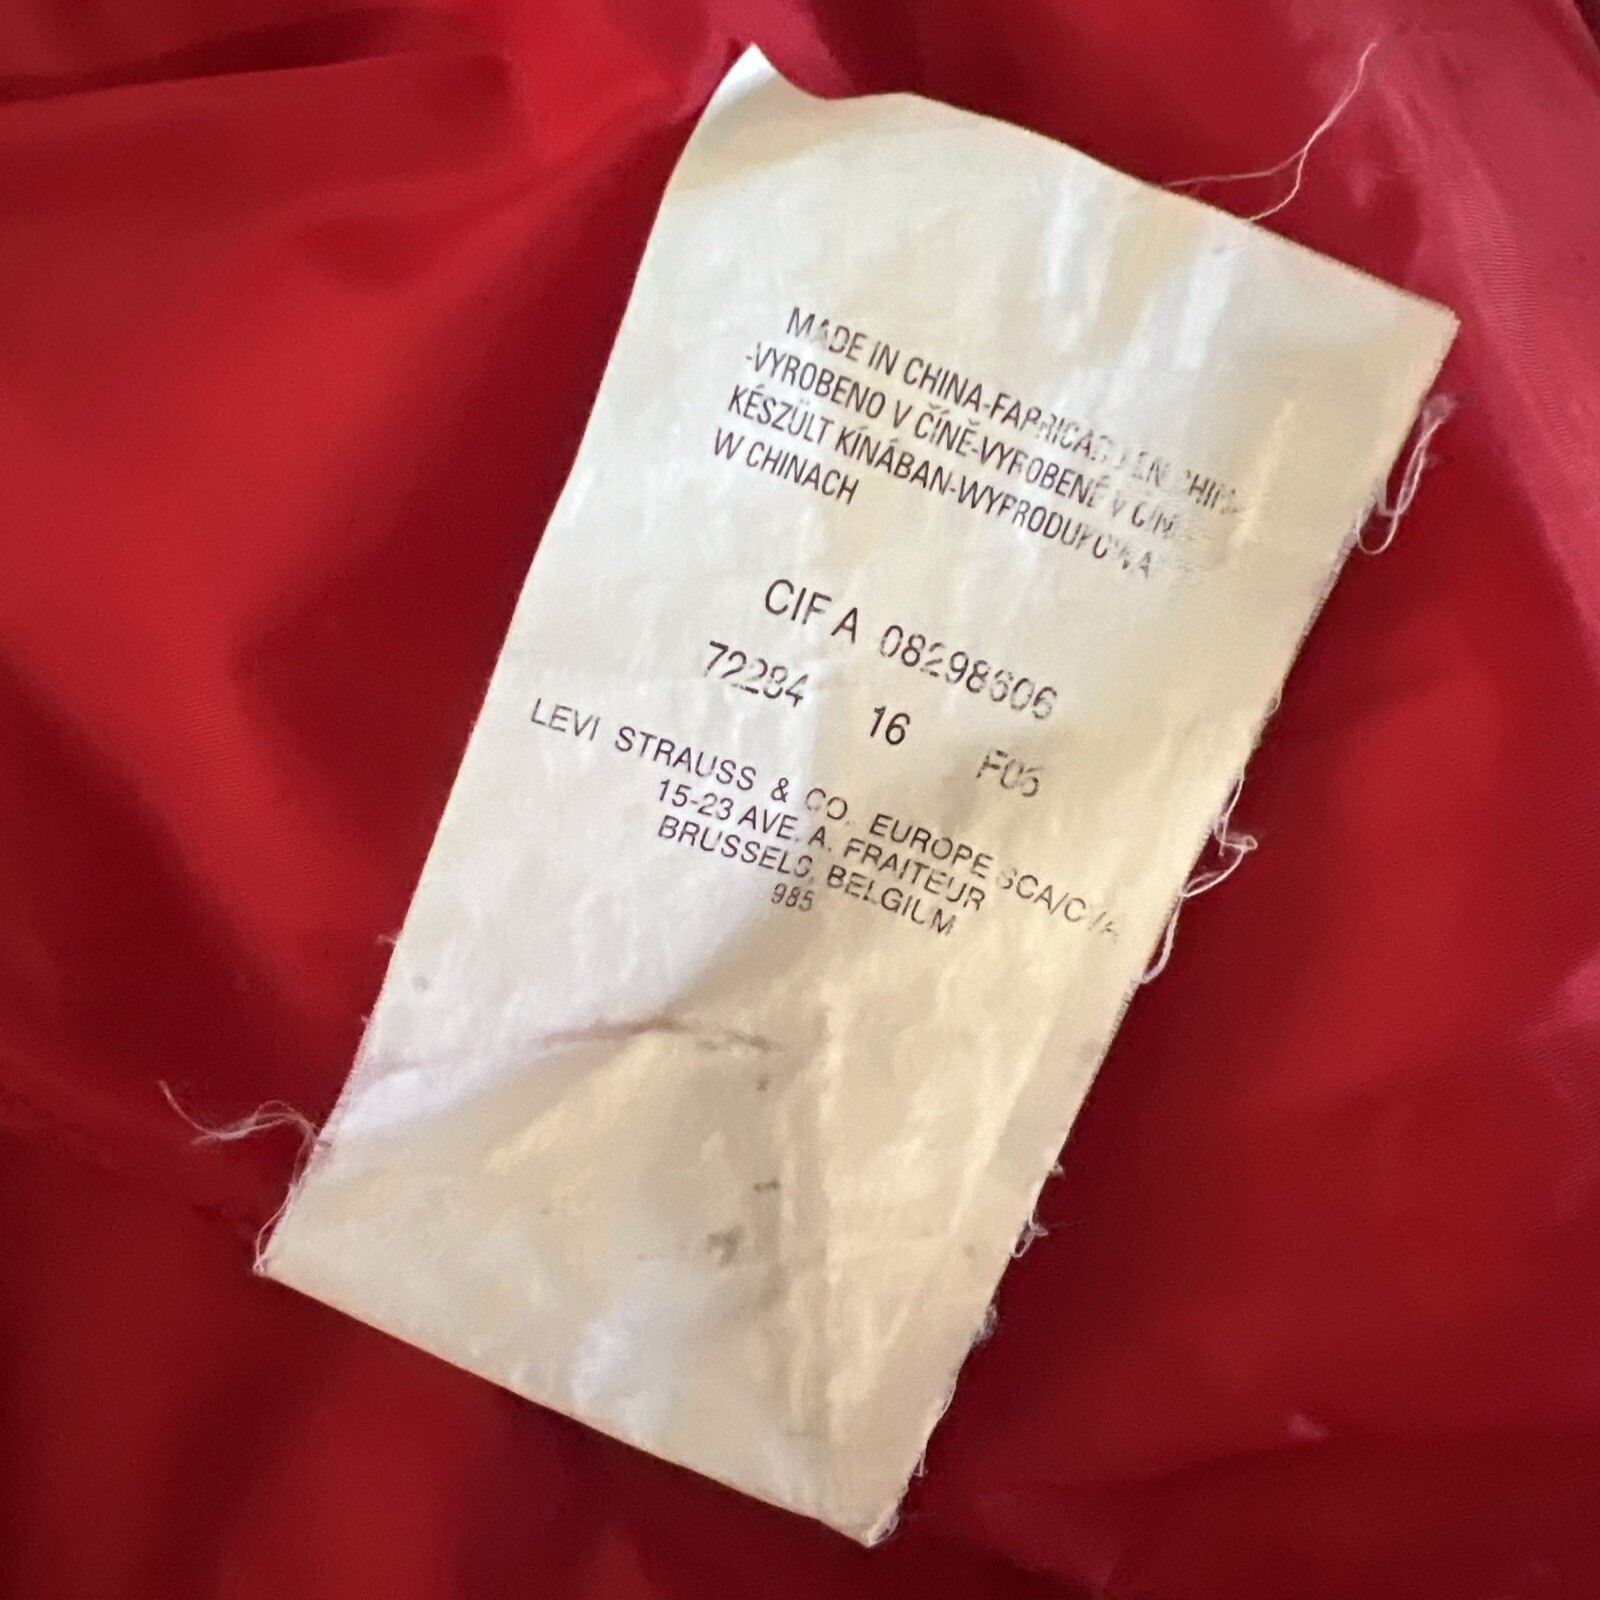 MADE IN CHINA-FABRICADO EN CHINA
-VYROBENO V ČÍNĚ-VYROBENÉ V ČÍNE
KÉSZÜLT KÍNÁBAN-WYPRODUKOWA
W CHINACH
CIF A 08298606
72284 16 F05
LEVI STRAUSS & CO. EUROPE SCA/CVA
15-23 AVE. A. FRAITEUR
BRUSSELS, BELGIUM
985